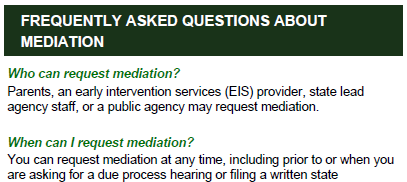 FREQUENTLY ASKED QUESTIONS ABOUT
MEDIATION
Who can request mediation?
Parents, an early intervention services (EIS) provider, state lead
agency staff, or a public agency may request mediation.
When can I request mediation?
You can request mediation at any time, including prior to or when you
are asking for a due process hearing or filing a written state